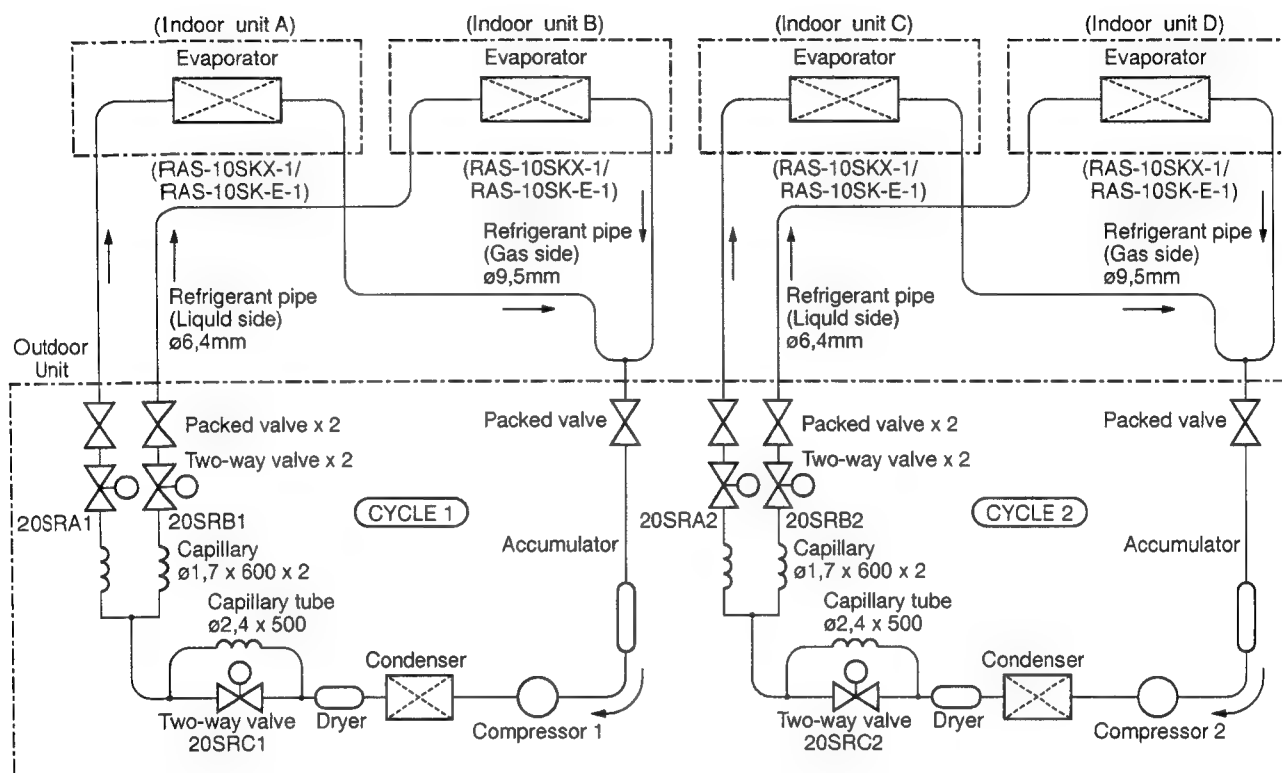 (Indoor unit A)
(Indoor unit B)
(Indoor unit C)
(Indoor unit D)
Evaporator
Evaporator
Evaporator
Evaporator
(RAS-10SKX-1/
RAS-10SK-E-1)
(RAS-10SKX-1/
RAS-10SK-E-1)
(RAS-10SKX-1/
RAS-10SK-E-1)
(RAS-10SKX-1/
RAS-10SK-E-1)
Refrigerant pipe
(Gas side)
ø9,5mm
Refrigerant pipe
(Gas side)
ø9,5mm
Refrigerant pipe
(Liquld side)
ø6,4mm
Refrigerant pipe
(Liquld side)
ø6,4mm
Outdoor
Unit
Packed valve x 2
Packed valve
Packed valve x 2
Packed valve
Two-way valve x 2
Two-way valve x 2
20SRA1
20SRB1
CYCLE 1
20SRA2
20SRB2
CYCLE 2
Capillary
ø1,7 x 600 x 2
Accumulator
Capillary
ø1,7 x 600 x 2
Accumulator
Capillary tube
ø2,4 x 500
Capillary tube
ø2,4 x 500
Condenser
Condenser
Two-way valve
20SRC1
Dryer
Compressor 1
Two-way valve
20SRC2
Dryer
Compressor 2